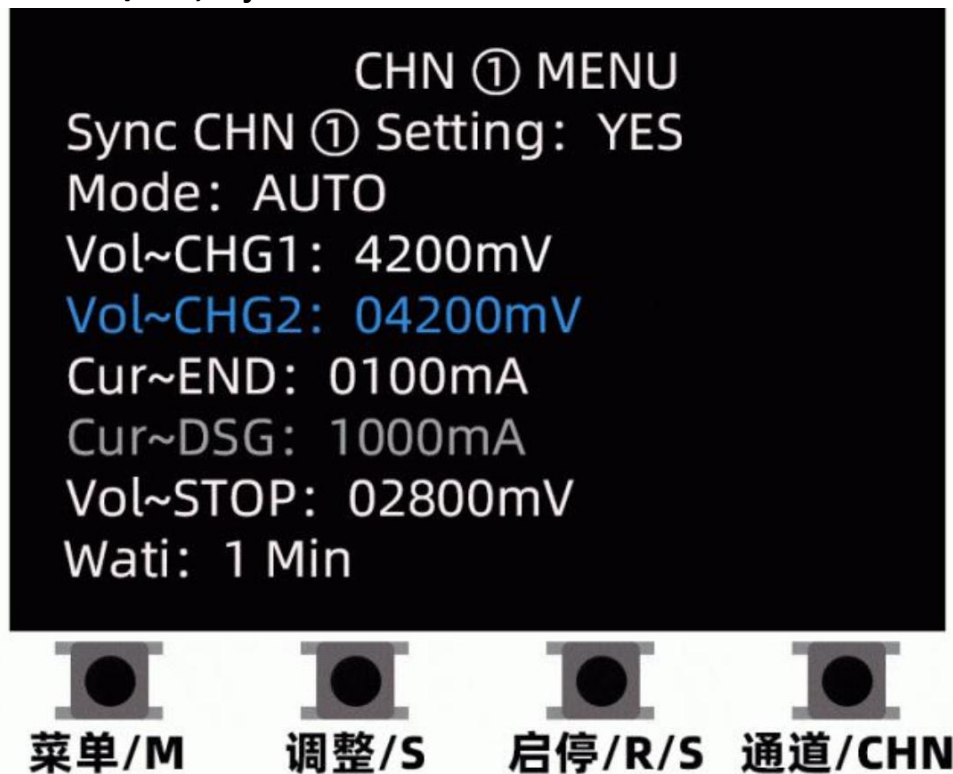 CHN ① MENU
Sync CHN ① Setting: YES
Mode: AUTO
Vol~CHG1: 4200mV
Vol~CHG2: 04200mV
Cur~END: 0100mA
Cur~DSG: 1000mA
Vol~STOP: 02800mV
Wati: 1 Min
菜单/M 调整/S 启停/R/S 通道/CHN